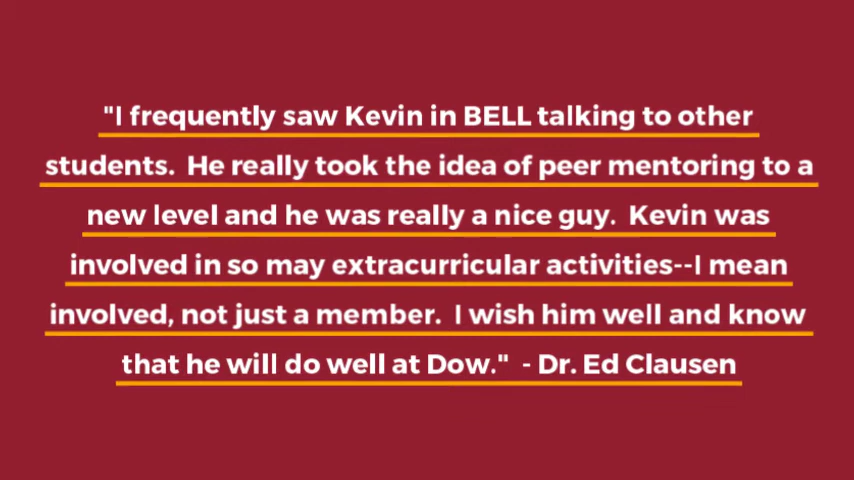 "I frequently saw Kevin in BELL talking to other
students.  He really took the idea of peer mentoring to a
new level and he was really a nice guy.  Kevin was
involved in so may extracurricular activities--I mean
involved, not just a member.  I wish him well and know
that he will do well at Dow."  - Dr. Ed Clausen